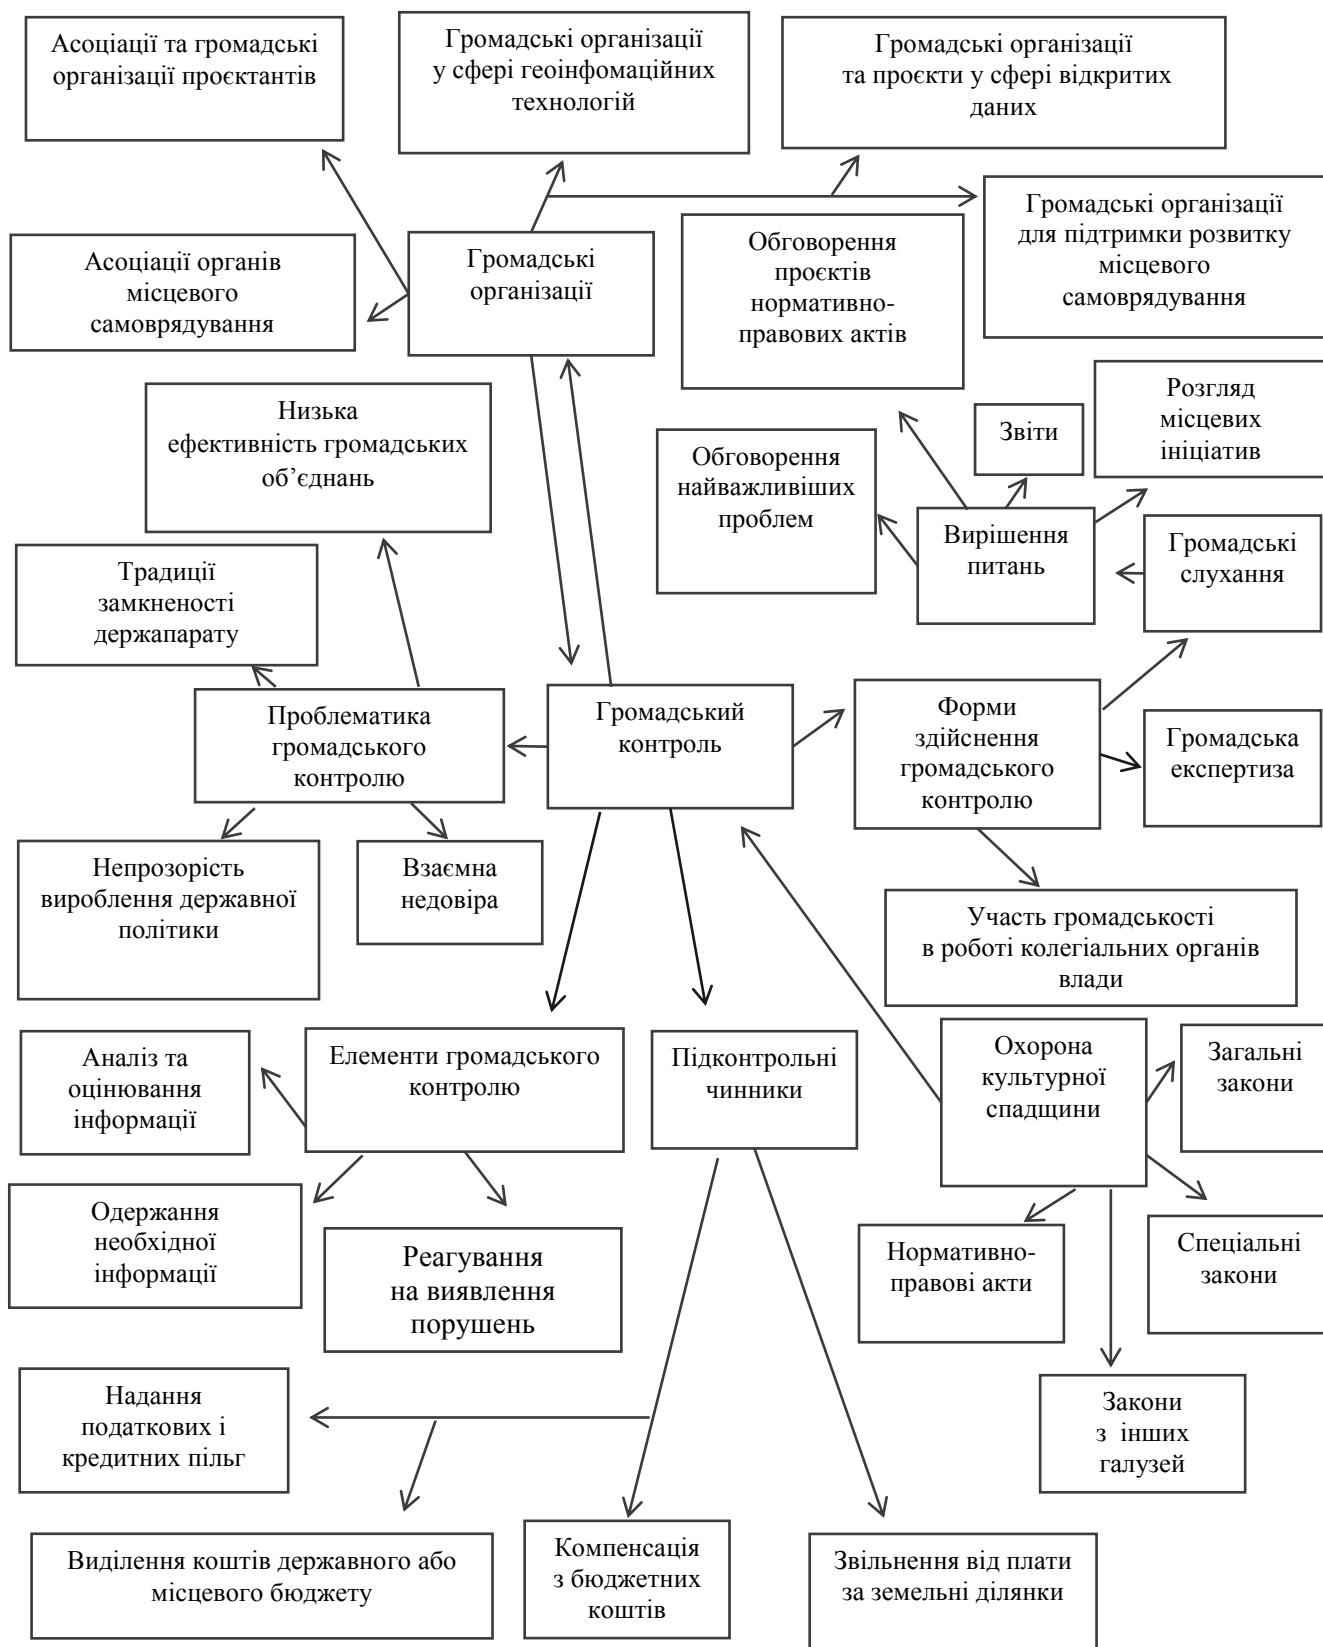 Асоціації та громадські
організації проєктантів
Громадські організації
у сфері геоінфомаційних
технологій
Громадські організації
та проєкти у сфері відкритих
даних
Громадські організації
для підтримки розвитку
місцевого
самоврядування
Асоціації органів
місцевого
самоврядування
Громадські
організації
Обговорення
проєктів
нормативно-
правових актів
Низька
ефективність громадських
об’єднань
Обговорення
найважливіших
проблем
Звіти
Розгляд
місцевих
ініціатив
Вирішення
питань
Громадські
слухання
Традиції
замкненості
держапарату
Проблематика
громадського
контролю
Громадський
контроль
Форми
здійснення
громадського
контролю
Громадська
експертиза
Непрозорість
вироблення державної
політики
Взаємна
недовіра
Участь громадськості
в роботі колегіальних органів
влади
Аналіз та
оцінювання
інформації
Елементи громадського
контролю
Підконтрольні
чинники
Охорона
культурної
спадщини
Загальні
закони
Одержання
необхідної
інформації
Реагування
на виявлення
порушень
Нормативно-
правові акти
Спеціальні
закони
Надання
податкових і
кредитних пільг
Закони
з інших
галузей
Виділення коштів державного або
місцевого бюджету
Компенсація
з бюджетних
коштів
Звільнення від плати
за земельні ділянки